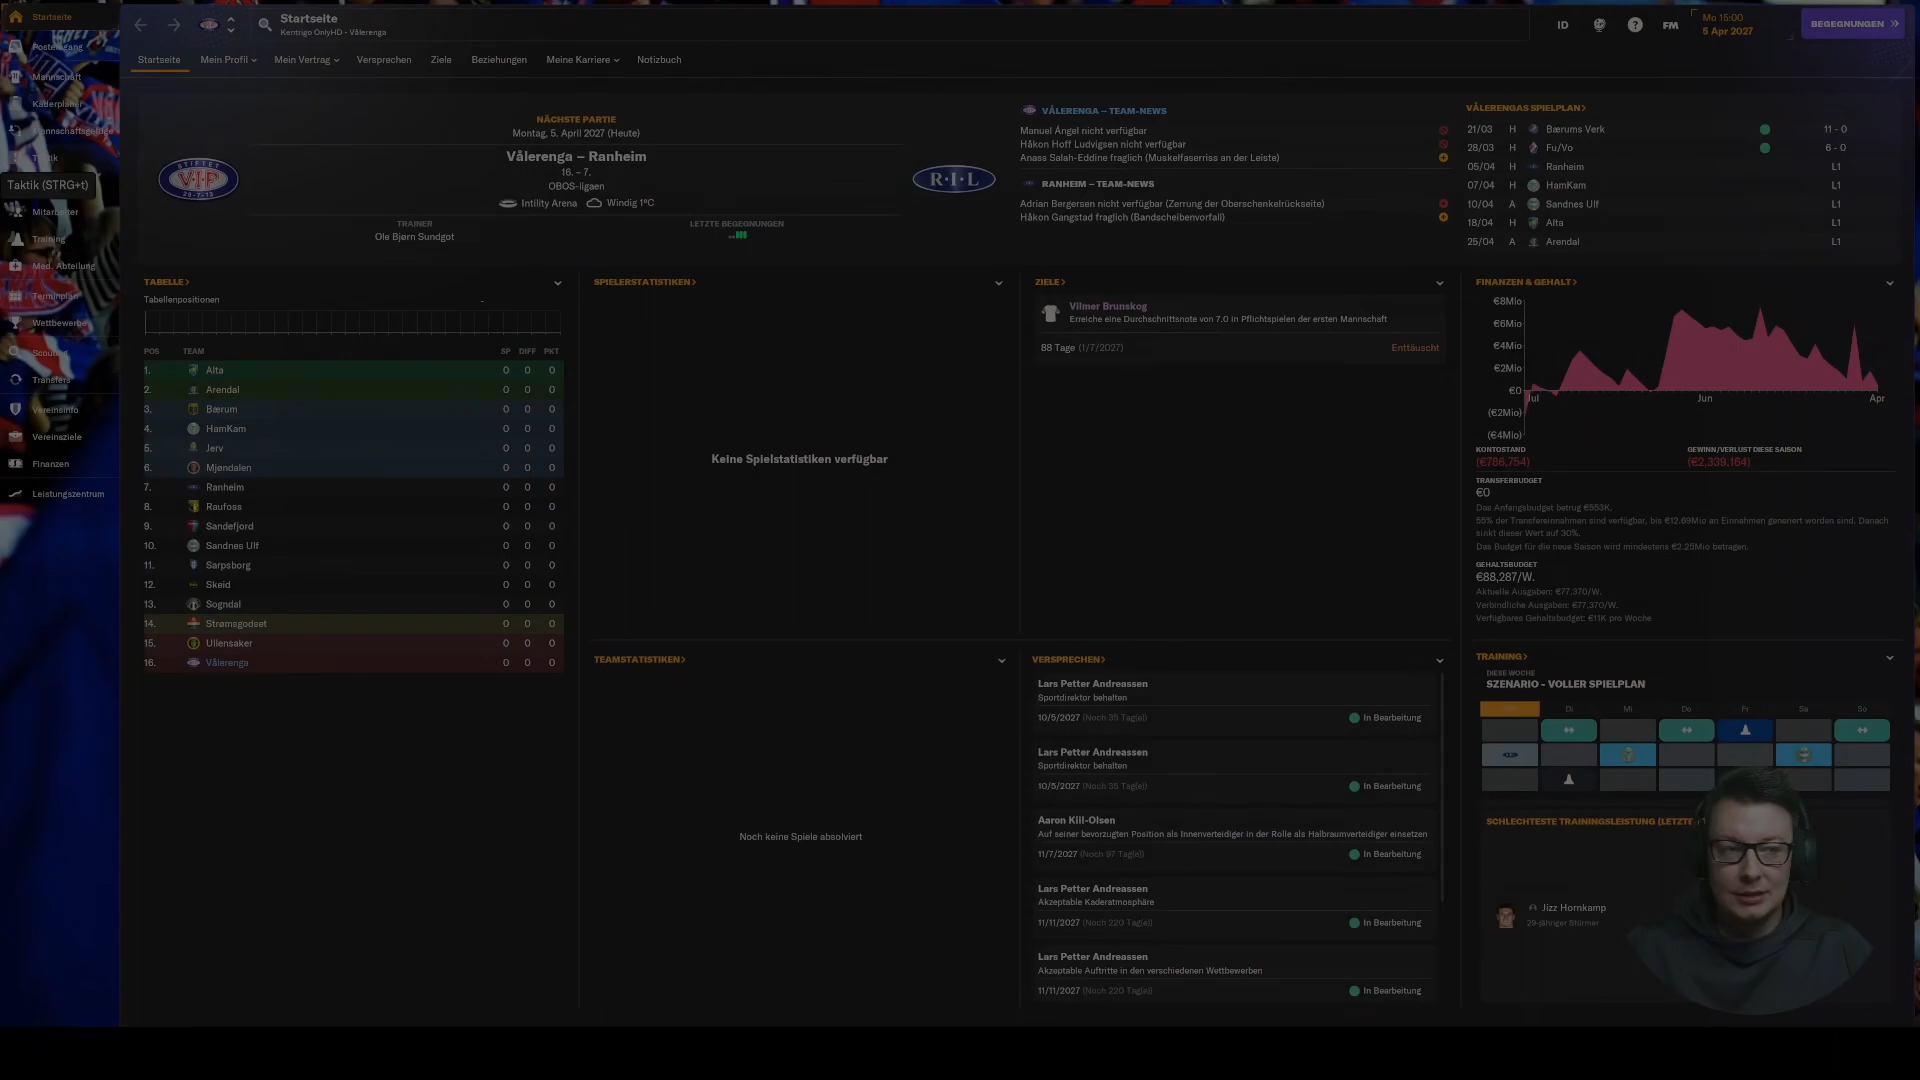 Startseite
Posteingang
Mannschaft
Kaderplaner
Mannschaftsgefüge
Taktik
Taktik (STRG+t)
Mitarbeiter
Training
Med. Abteilung
Terminplan
Wettbewerbe
Scouting
Transfers
Vereinsinfo
Vereinsziele
Finanzen
Leistungszentrum
Startseite
Kentrigo OnlyHD - Vålerenga
ID
FM
Mo 15:00
5 Apr 2027
BEGEGNUNGEN
Startseite Mein Profil Mein Vertrag Versprechen Ziele Beziehungen Meine Karriere Notizbuch
NÄCHSTE PARTIE
Montag, 5. April 2027 (Heute)
Vålerenga – Ranheim
16. – 7.
OBOS-ligaen
Intility Arena Windig 1°C
TRAINER
Ole Bjørn Sundgot
LETZTE BEGEGNUNGEN
STIFTET
V·I·F
29-7-13
R·I·L
VÅLERENGA – TEAM-NEWS
Manuel Ángel nicht verfügbar
Håkon Hoff Ludvigsen nicht verfügbar
Anass Salah-Eddine fraglich (Muskelfaserriss an der Leiste)
RANHEIM – TEAM-NEWS
Adrian Bergersen nicht verfügbar (Zerrung der Oberschenkelrückseite)
Håkon Gangstad fraglich (Bandscheibenvorfall)
VÅLERENGAS SPIELPLAN
21/03 H Bærums Verk 11 - 0
28/03 H Fu/Vo 6 - 0
05/04 H Ranheim L1
07/04 H HamKam L1
10/04 A Sandnes Ulf L1
18/04 H Alta L1
25/04 A Arendal L1
TABELLE
Tabellenpositionen
-
POS TEAM SP DIFF PKT
1. Alta 0 0 0
2. Arendal 0 0 0
3. Bærum 0 0 0
4. HamKam 0 0 0
5. Jerv 0 0 0
6. Mjøndalen 0 0 0
7. Ranheim 0 0 0
8. Raufoss 0 0 0
9. Sandefjord 0 0 0
10. Sandnes Ulf 0 0 0
11. Sarpsborg 0 0 0
12. Skeid 0 0 0
13. Sogndal 0 0 0
14. Strømsgodset 0 0 0
15. Ullensaker 0 0 0
16. Vålerenga 0 0 0
SPIELERSTATISTIKEN
Keine Spielstatistiken verfügbar
TEAMSTATISTIKEN
Noch keine Spiele absolviert
ZIELE
Vilmer Brunskog
Erreiche eine Durchschnittsnote von 7.0 in Pflichtspielen der ersten Mannschaft
88 Tage (1/7/2027) Enttäuscht
VERSPRECHEN
Lars Petter Andreassen
Sportdirektor behalten
10/5/2027 (Noch 35 Tag(e)) In Bearbeitung
Lars Petter Andreassen
Sportdirektor behalten
10/5/2027 (Noch 35 Tag(e)) In Bearbeitung
Aaron Kiil-Olsen
Auf seiner bevorzugten Position als Innenverteidiger in der Rolle als Halbraumverteidiger einsetzen
11/7/2027 (Noch 97 Tag(e)) In Bearbeitung
Lars Petter Andreassen
Akzeptable Kaderatmosphäre
11/11/2027 (Noch 220 Tag(e)) In Bearbeitung
Lars Petter Andreassen
Akzeptable Auftritte in den verschiedenen Wettbewerben
11/11/2027 (Noch 220 Tag(e)) In Bearbeitung
FINANZEN & GEHALT
€8Mio
€6Mio
€4Mio
€2Mio
€0
(€2Mio)
(€4Mio)
Jul Jun Apr
KONTOSTAND
(€786,754)
GEWINN/VERLUST DIESE SAISON
(€2,339,164)
TRANSFERBUDGET
€0
Das Anfangsbudget betrug €553K.
55% der Transfereinnahmen sind verfügbar, bis €12.69Mio an Einnahmen generiert worden sind. Danach
sinkt dieser Wert auf 30%.
Das Budget für die neue Saison wird mindestens €2.25Mio betragen.
GEHALTSBUDGET
€88,287/W.
Aktuelle Ausgaben: €77,370/W.
Verbindliche Ausgaben: €77,370/W.
Verfügbares Gehaltsbudget: €11K pro Woche
TRAINING
DIESE WOCHE
SZENARIO - VOLLER SPIELPLAN
Di Mi Do Fr Sa So
SCHLECHTESTE TRAININGSLEISTUNG (LETZTE
Jizz Hornkamp
29-jähriger Stürmer